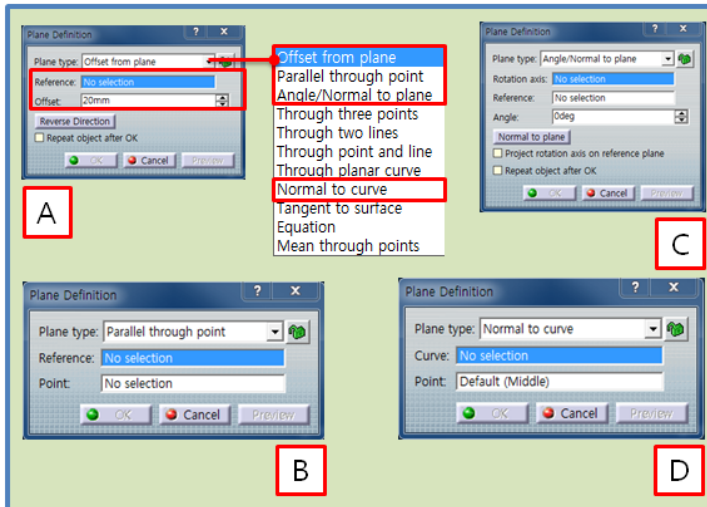 Plane Definition ? X
Plane type: Offset from plane
Reference: No selection
Offset: 20mm
Reverse Direction
Repeat object after OK
OK Cancel Preview
A
Offset from plane
Parallel through point
Angle/Normal to plane
Through three points
Through two lines
Through point and line
Through planar curve
Normal to curve
Tangent to surface
Equation
Mean through points
Plane Definition ? X
Plane type: Angle/Normal to plane
Rotation axis: No selection
Reference: No selection
Angle: 0deg
Normal to plane
Project rotation axis on reference plane
Repeat object after OK
OK Cancel Preview
C
Plane Definition ? X
Plane type: Parallel through point
Reference: No selection
Point: No selection
OK Cancel Preview
B
Plane Definition ? X
Plane type: Normal to curve
Curve: No selection
Point: Default (Middle)
OK Cancel Preview
D